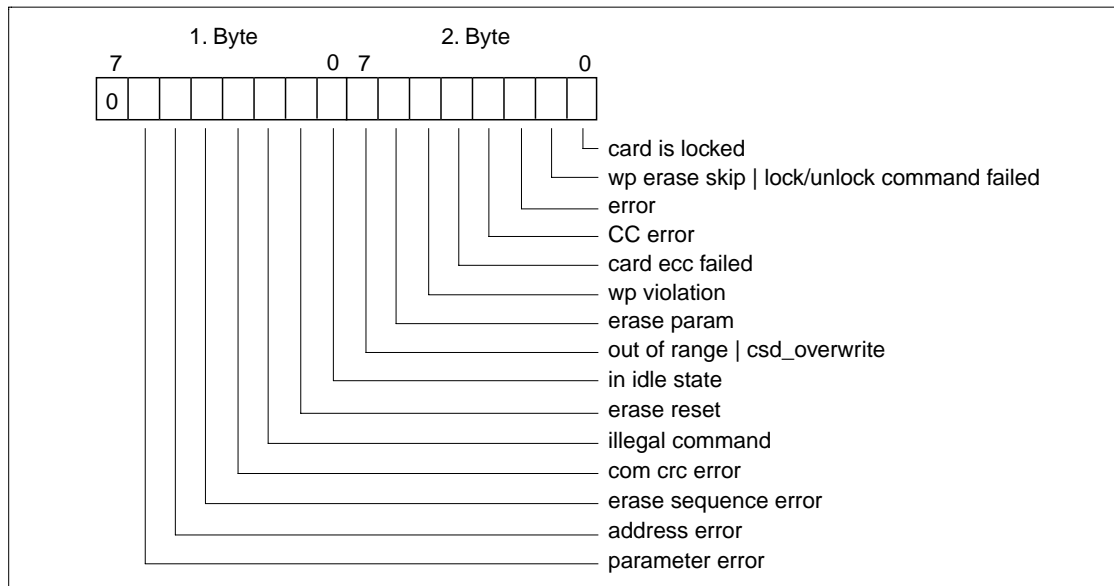 1. Byte 2. Byte
7 0 7 0
0
card is locked
wp erase skip | lock/unlock command failed
error
CC error
card ecc failed
wp violation
erase param
out of range | csd_overwrite
in idle state
erase reset
illegal command
com crc error
erase sequence error
address error
parameter error